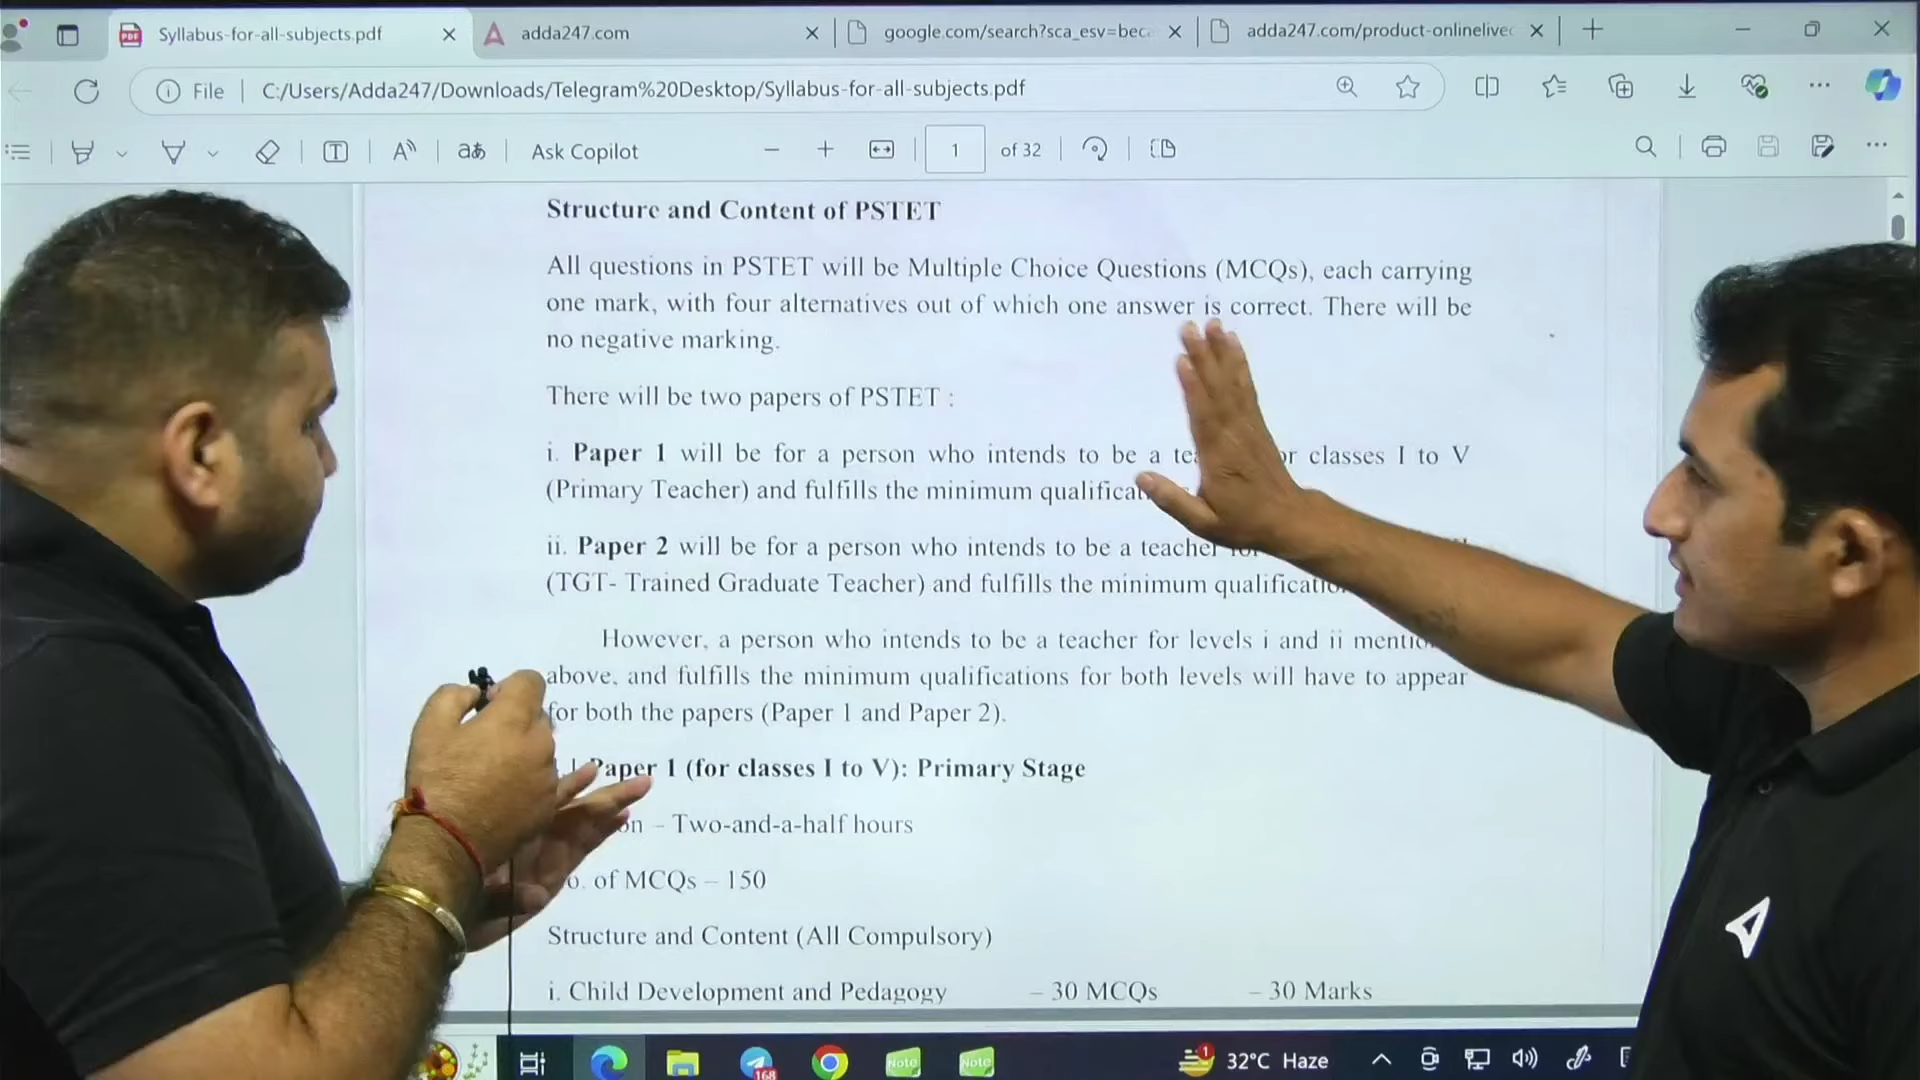 Syllabus-for-all-subjects.pdf
adda247.com
google.com/search?sca_esv=bec
adda247.com/product-onlinelivec
File
C:/Users/Adda247/Downloads/Telegram%20Desktop/Syllabus-for-all-subjects.pdf
Ask Copilot
1 of 32
Structure and Content of PSTET
All questions in PSTET will be Multiple Choice Questions (MCQs), each carrying
one mark, with four alternatives out of which one answer is correct. There will be
no negative marking.
There will be two papers of PSTET :
i. Paper 1 will be for a person who intends to be a classes I to V
(Primary Teacher) and fulfills the minimum
ii. Paper 2 will be for a person who intends to be a teacher
(TGT- Trained Graduate Teacher) and fulfills the minimum
However, a person who intends to be a teacher for levels i and ii
above, and fulfills the minimum qualifications for both levels will have to appear
for both the papers (Paper 1 and Paper 2).
Paper 1 (for classes I to V): Primary Stage
– Two-and-a-half hours
of MCQs – 150
Structure and Content (All Compulsory)
i. Child Development and Pedagogy – 30 MCQs – 30 Marks
168
Note
Note
1
32°C Haze